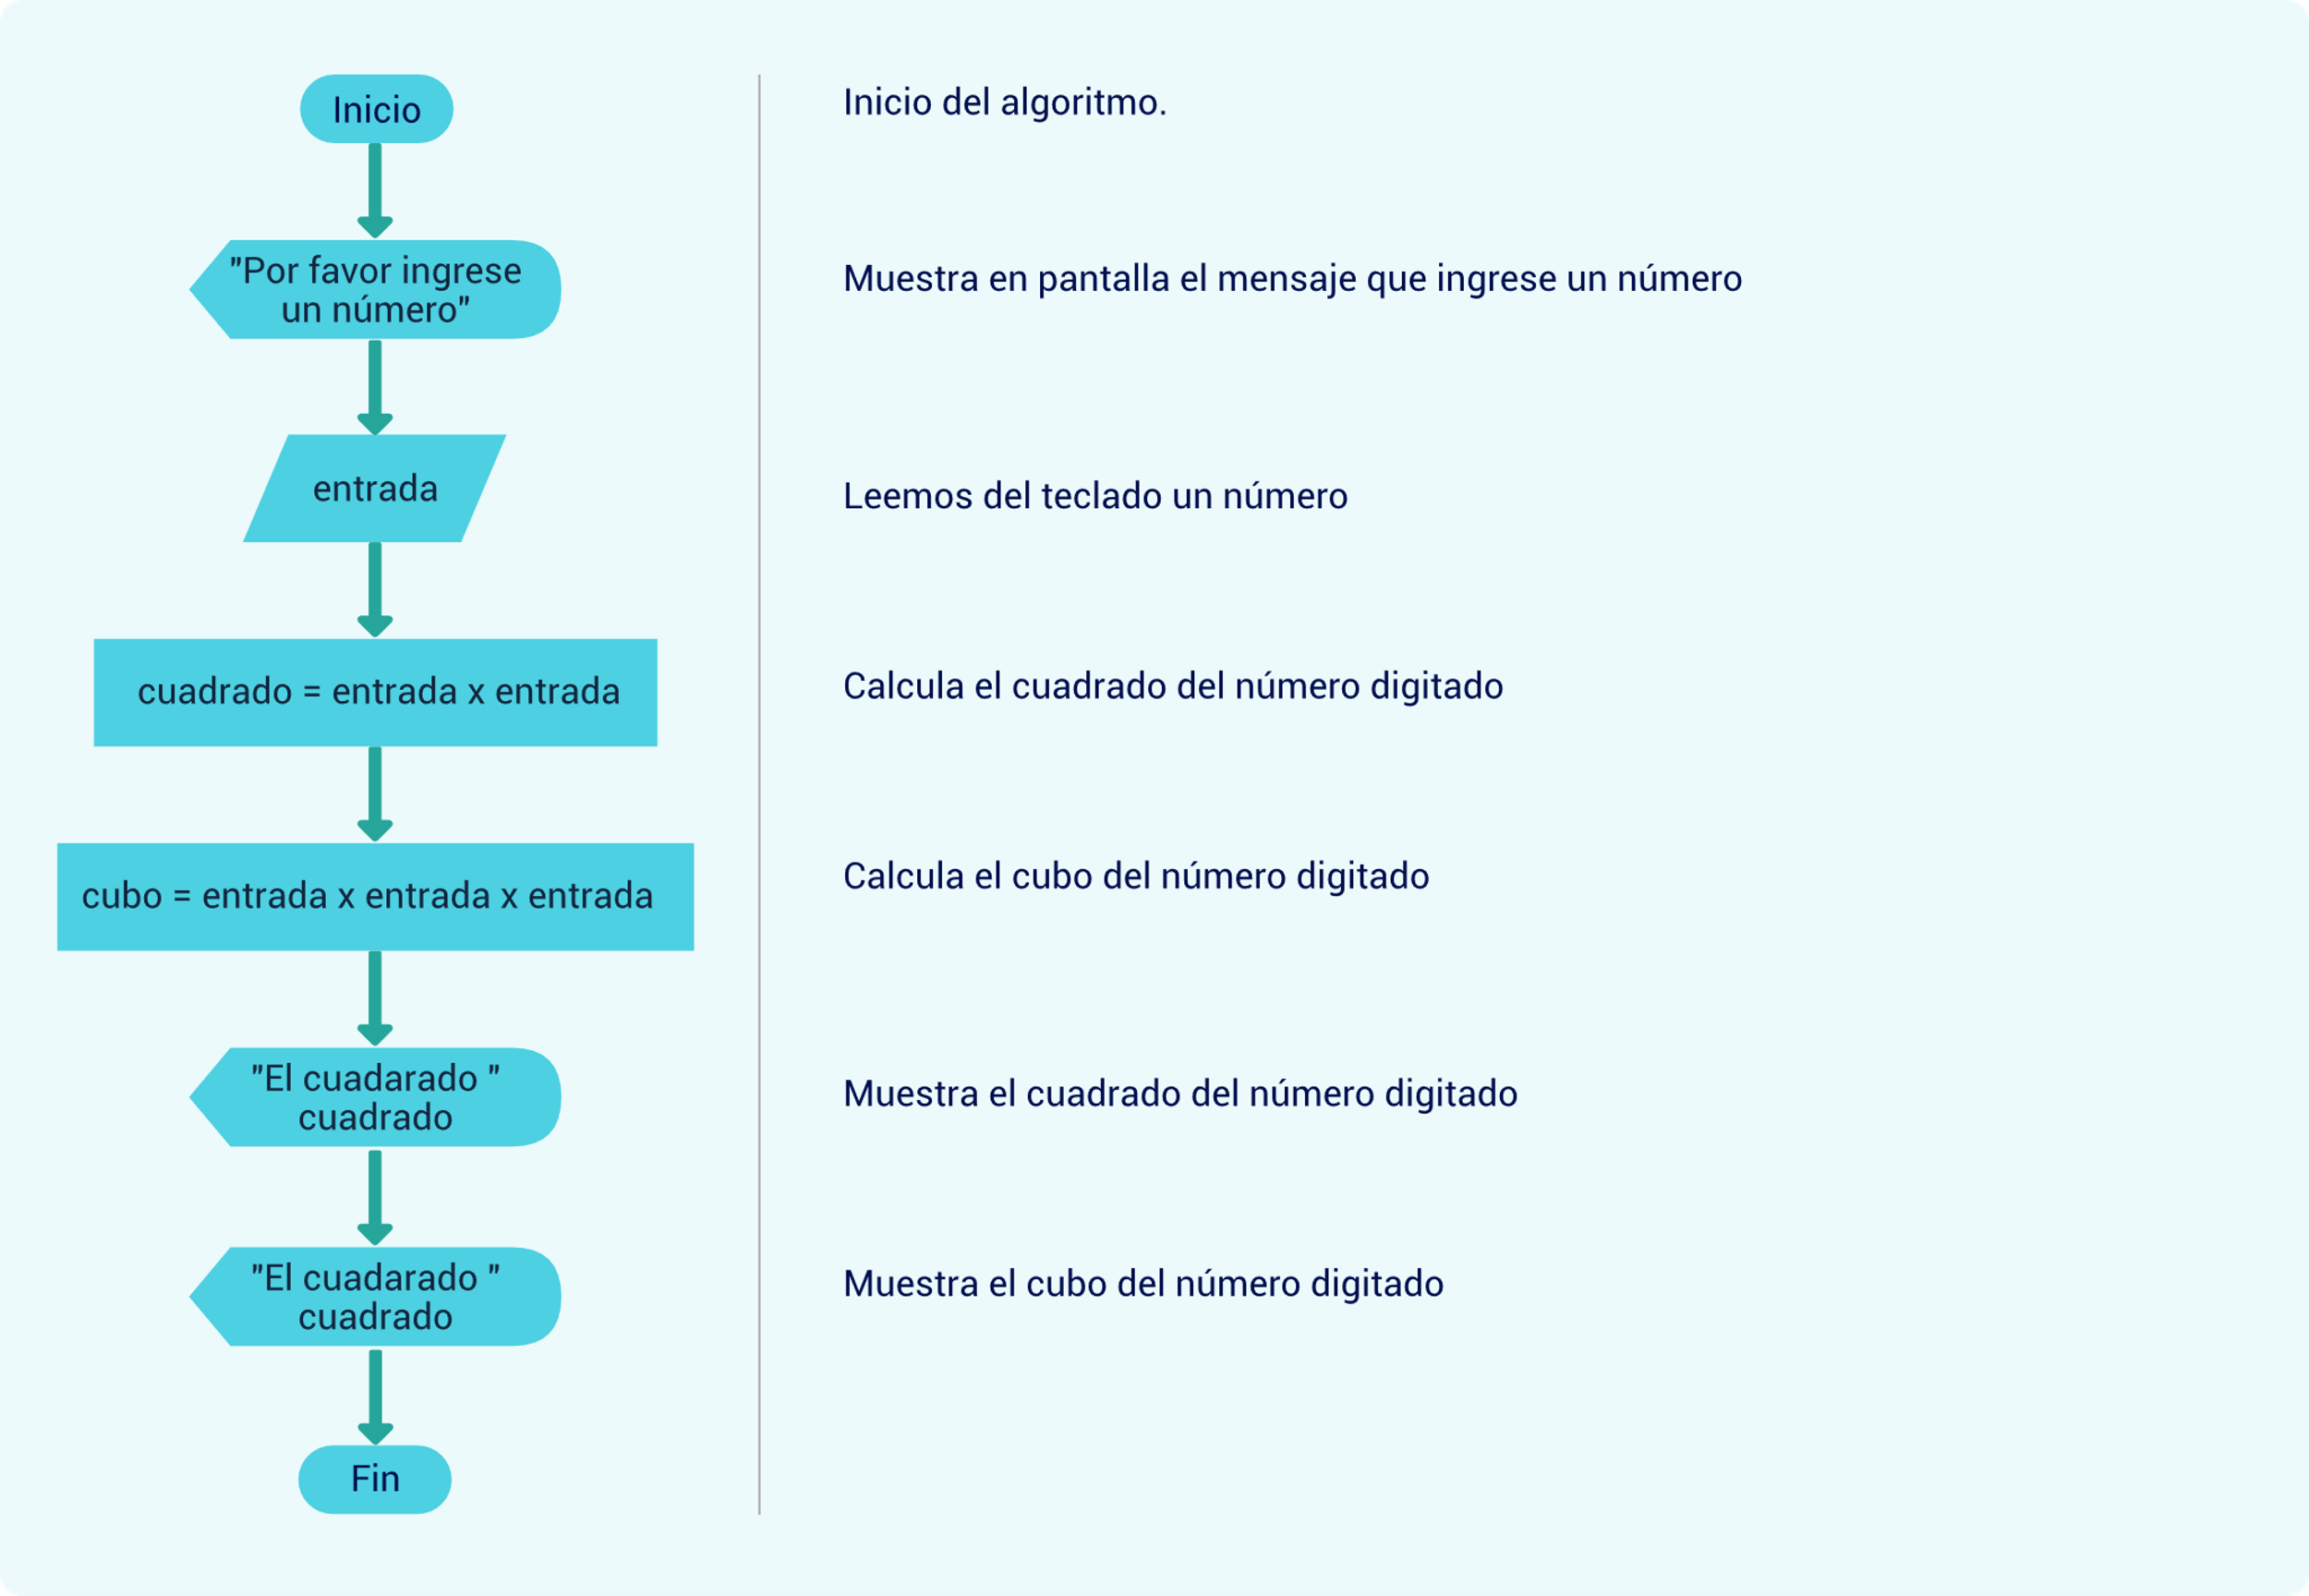 Inicio
Inicio del algoritmo.
"Por favor ingrese
un número"
Muestra en pantalla el mensaje que ingrese un número
entrada
Leemos del teclado un número
cuadrado = entrada x entrada
Calcula el cuadrado del número digitado
cubo = entrada x entrada x entrada
Calcula el cubo del número digitado
"El cuadarado "
cuadrado
Muestra el cuadrado del número digitado
"El cuadarado "
cuadrado
Muestra el cubo del número digitado
Fin